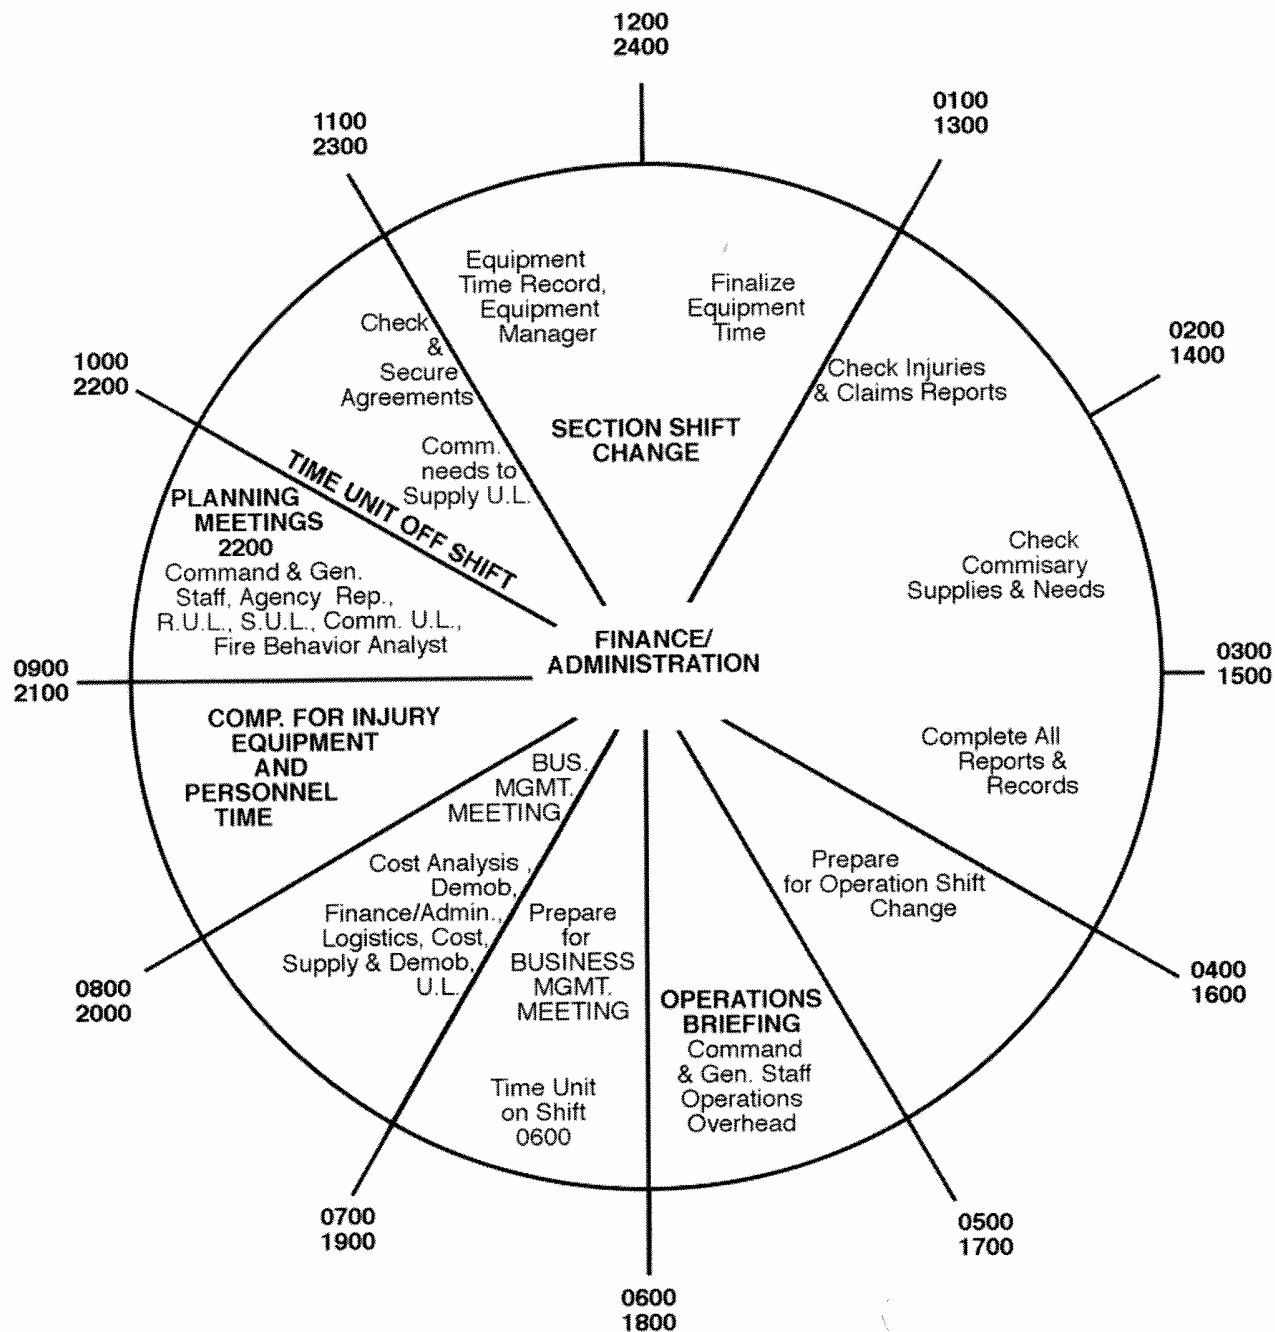 1200
2400
0100
1300
1100
2300
Equipment
Time Record,
Equipment
Manager
Finalize
Equipment
Time
Check
&
Secure
Agreements
0200
1400
1000
2200
Check Injuries
& Claims Reports
SECTION SHIFT
CHANGE
Comm.
needs to
Supply U.L.
TIME UNIT OFF SHIFT
PLANNING
MEETINGS
2200
Command & Gen.
Staff, Agency Rep.,
R.U.L., S.U.L., Comm. U.L.,
Fire Behavior Analyst
Check
Commisary
Supplies & Needs
FINANCE/
ADMINISTRATION
0300
1500
0900
2100
COMP. FOR INJURY
EQUIPMENT
AND
PERSONNEL
TIME
BUS.
MGMT.
MEETING
Complete All
Reports &
Records
Cost Analysis ,
Demob,
Finance/Admin.,
Logistics, Cost,
Supply & Demob,
U.L.
Prepare
for
BUSINESS
MGMT.
MEETING
Prepare
for Operation Shift
Change
0400
1600
0800
2000
OPERATIONS
BRIEFING
Command
& Gen. Staff
Operations
Overhead
Time Unit
on Shift
0600
0700
1900
0500
1700
0600
1800